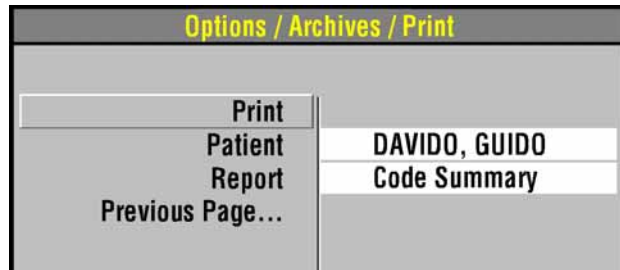 Options / Archives / Print
Print
Patient DAVIDO, GUIDO
Report Code Summary
Previous Page...